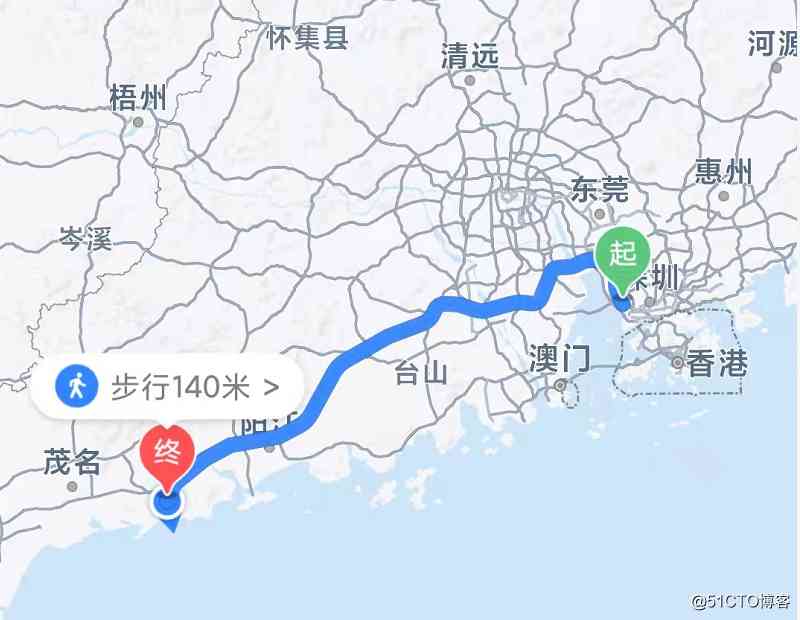 怀集县
清远
河源
梧州
东莞
惠州
岑溪
起
深圳
澳门
香港
台山
步行140米 >
阳江
终
茂名
@51CTO博客